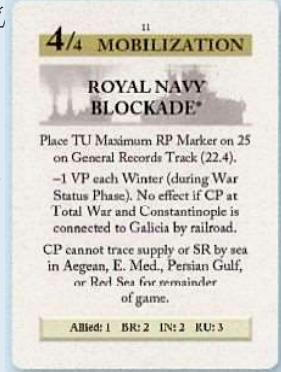 11
4/4 MOBILIZATION
ROYAL NAVY
BLOCKADE*
Place TU Maximum RP Marker on 25
on General Records Track (22.4).
–1 VP each Winter (during War
Status Phase). No effect if CP at
Total War and Constantinople is
connected to Galicia by railroad.
CP cannot trace supply or SR by sea
in Aegean, E. Med., Persian Gulf,
or Red Sea for remainder
of game.
Allied: 1 BR: 2 IN: 2 RU: 3